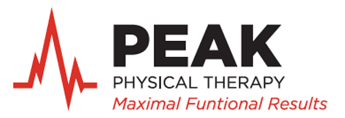 PEAK
PHYSICAL THERAPY
Maximal Funtional Results